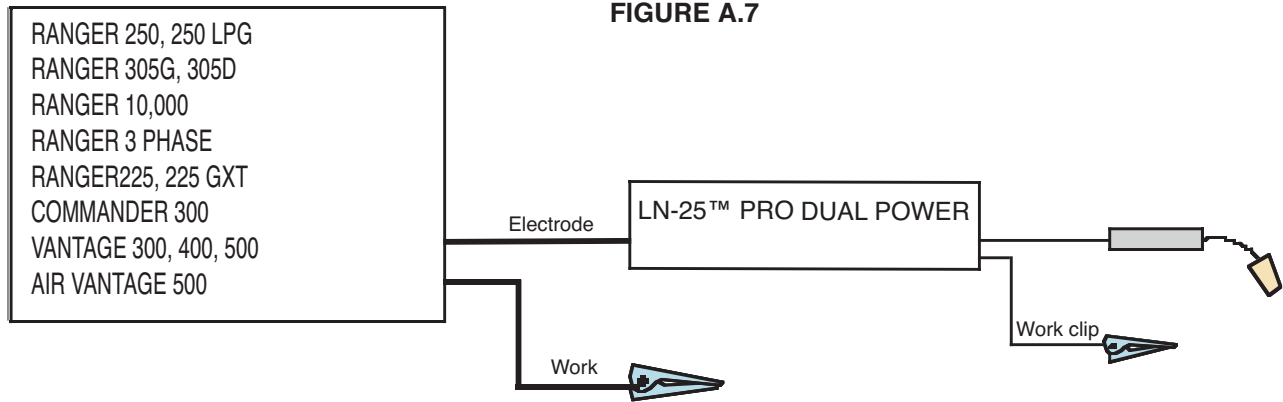 FIGURE A.7
RANGER 250, 250 LPG
RANGER 305G, 305D
RANGER 10,000
RANGER 3 PHASE
RANGER225, 225 GXT
COMMANDER 300
VANTAGE 300, 400, 500
AIR VANTAGE 500
Electrode
LN-25™ PRO DUAL POWER
Work clip
Work